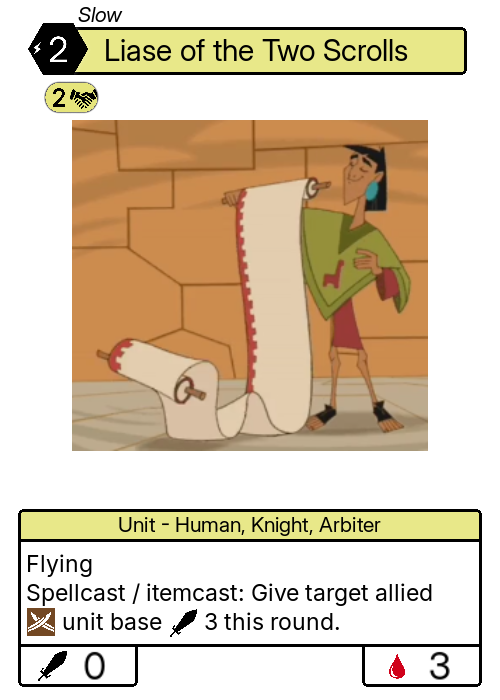 Slow
2 Liase of the Two Scrolls
2
Unit - Human, Knight, Arbiter
Flying
Spellcast / itemcast: Give target allied
unit base 3 this round.
0 3